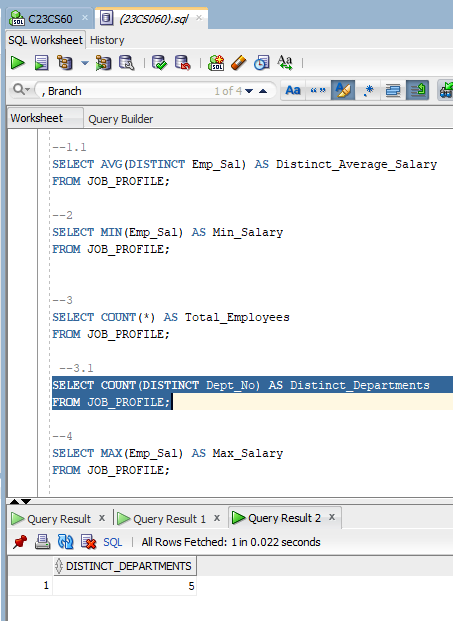 C23CS60 (23CS060).sql
SQL Worksheet History
, Branch 1 of 4 Aa “ ”
Worksheet Query Builder
--1.1
SELECT AVG(DISTINCT Emp_Sal) AS Distinct_Average_Salary
FROM JOB_PROFILE;
--2
SELECT MIN(Emp_Sal) AS Min_Salary
FROM JOB_PROFILE;
--3
SELECT COUNT(*) AS Total_Employees
FROM JOB_PROFILE;
--3.1
SELECT COUNT(DISTINCT Dept_No) AS Distinct_Departments
FROM JOB_PROFILE;
--4
SELECT MAX(Emp_Sal) AS Max_Salary
FROM JOB_PROFILE;
Query Result x Query Result 1 x Query Result 2 x
SQL | All Rows Fetched: 1 in 0.022 seconds
DISTINCT_DEPARTMENTS
1 5